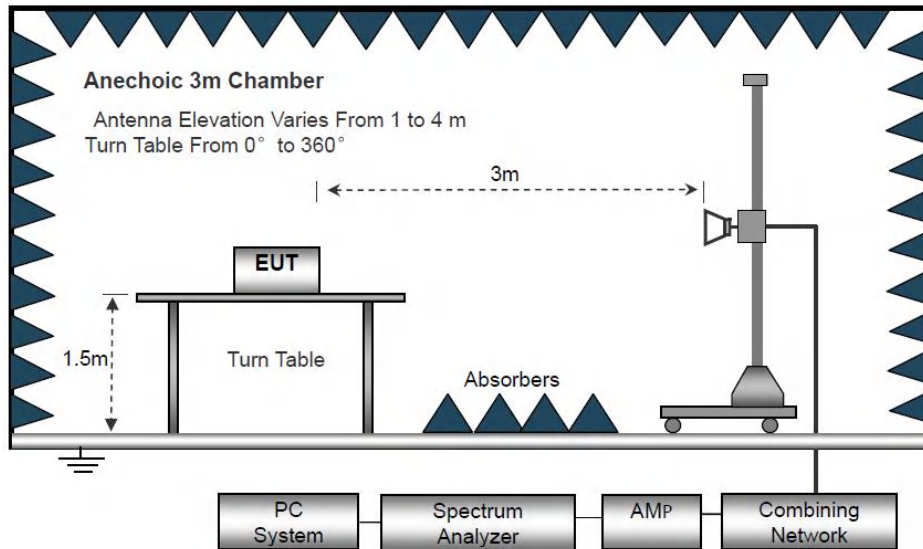 Anechoic 3m Chamber
Antenna Elevation Varies From 1 to 4 m
Turn Table From 0° to 360°
3m
EUT
1.5m
Turn Table
Absorbers
PC
System
Spectrum
Analyzer
AMP
Combining
Network